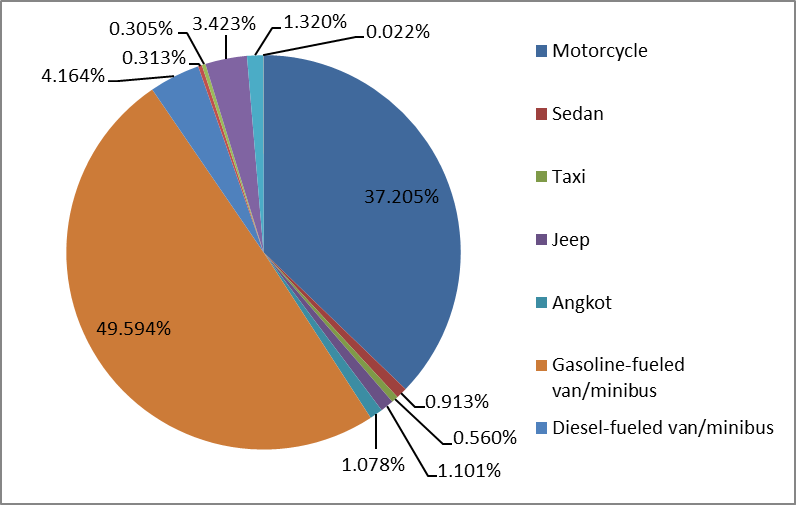 0.305%
3.423%
1.320%
0.022%
0.313%
4.164%
37.205%
49.594%
0.913%
0.560%
1.101%
1.078%
Motorcycle
Sedan
Taxi
Jeep
Angkot
Gasoline-fueled
van/minibus
Diesel-fueled van/minibus